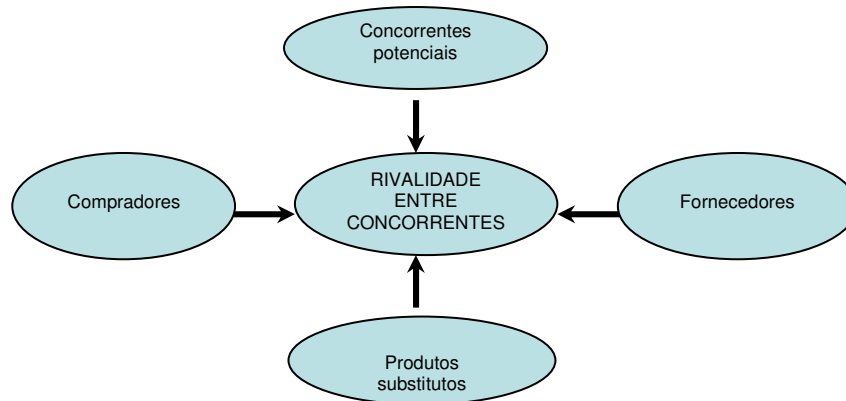 Concorrentes
potenciais
Compradores
RIVALIDADE
ENTRE
CONCORRENTES
Fornecedores
Produtos
substitutos